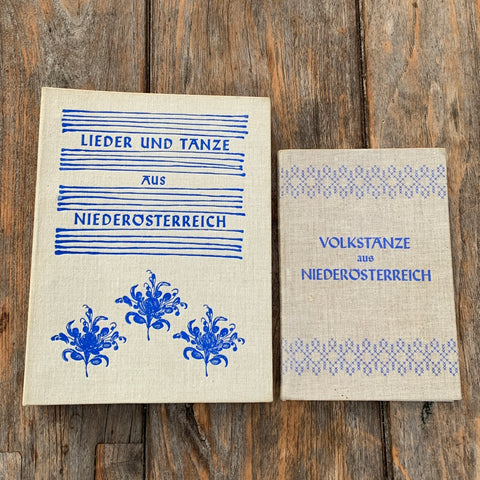 LIEDER UND TÄNZE
AUS
NIEDERÖSTERREICH
VOLKSTÄNZE
aus
NIEDERÖSTERREICH